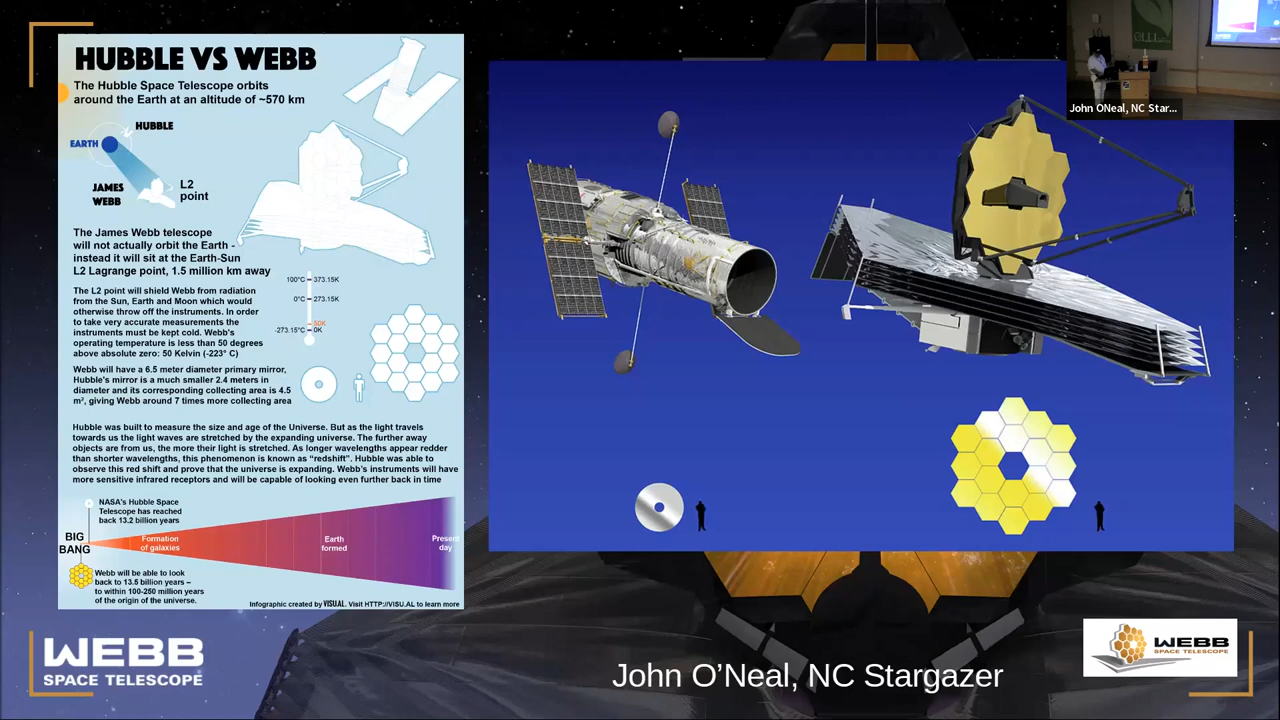 HUBBLE VS WEBB
The Hubble Space Telescope orbits
around the Earth at an altitude of ~570 km
HUBBLE
EARTH
JAMES
WEBB
L2
point
The James Webb telescope
will not actually orbit the Earth -
instead it will sit at the Earth-Sun
L2 Lagrange point, 1.5 million km away
The L2 point will shield Webb from radiation
from the Sun, Earth and Moon which would
otherwise throw off the instruments. In order
to take very accurate measurements the
instruments must be kept cold. Webb's
operating temperature is less than 50 degrees
above absolute zero: 50 Kelvin (-223° C)
100°C 373.15K
0°C 273.15K
50K
-273.15°C 0K
Webb will have a 6.5 meter diameter primary mirror,
Hubble's mirror is a much smaller 2.4 meters in
diameter and its corresponding collecting area is 4.5
m², giving Webb around 7 times more collecting area
Hubble was built to measure the size and age of the Universe. But as the light travels
towards us the light waves are stretched by the expanding universe. The further away
objects are from us, the more their light is stretched. As longer wavelengths appear redder
than shorter wavelengths, this phenomenon is known as “redshift”. Hubble was able to
observe this red shift and prove that the universe is expanding. Webb's instruments will have
more sensitive infrared receptors and will be capable of looking even further back in time
NASA's Hubble Space
Telescope has reached
back 13.2 billion years
BIG
BANG
Formation
of galaxies
Earth
formed
Present
day
Webb will be able to look
back to 13.5 billion years –
to within 100-250 million years
of the origin of the universe.
Infographic created by VISUAL. Visit HTTP://VISU.AL to learn more
John ONeal, NC Star...
WEBB
SPACE TELESCOPE
John O’Neal, NC Stargazer
WEBB
SPACE TELESCOPE